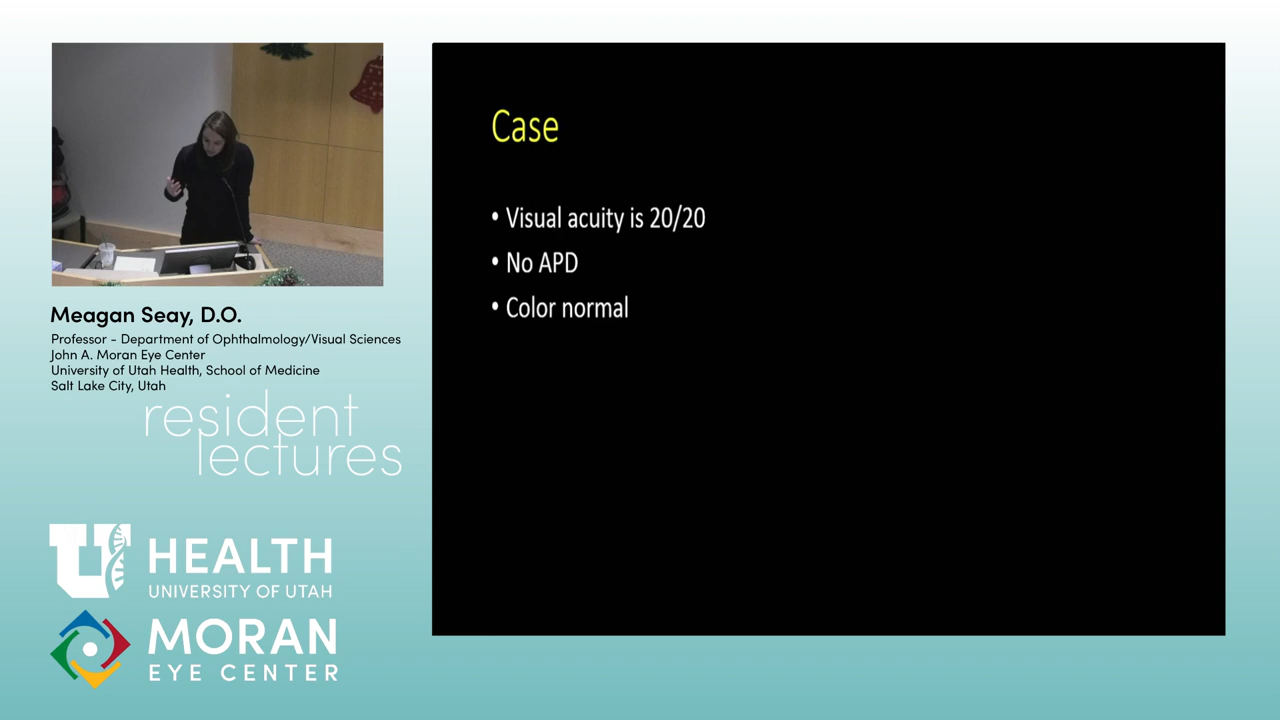 Case
• Visual acuity is 20/20
• No APD
• Color normal
Meagan Seay, D.O.
Professor - Department of Ophthalmology/Visual Sciences
John A. Moran Eye Center
University of Utah Health, School of Medicine
Salt Lake City, Utah
resident
lectures
U
HEALTH
UNIVERSITY OF UTAH
MORAN
EYE CENTER